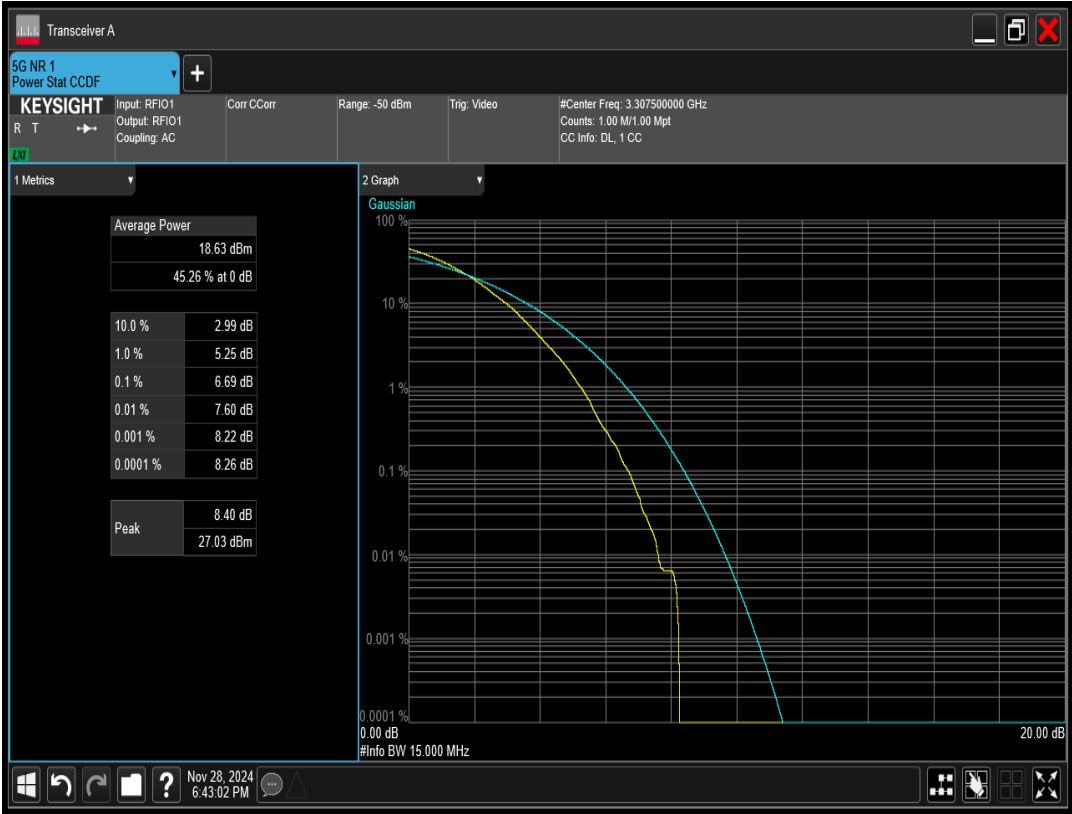 Transceiver A
5G NR 1
Power Stat CCDF
+
KEYSIGHT
R T
LXI
Input: RFIO1
Output: RFIO1
Coupling: AC
Corr CCorr
Range: -50 dBm
Trig: Video
#Center Freq: 3.307500000 GHz
Counts: 1.00 M/1.00 Mpt
CC Info: DL, 1 CC
1 Metrics
Average Power
18.63 dBm
45.26 % at 0 dB
10.0 % 2.99 dB
1.0 % 5.25 dB
0.1 % 6.69 dB
0.01 % 7.60 dB
0.001 % 8.22 dB
0.0001 % 8.26 dB
Peak
8.40 dB
27.03 dBm
2 Graph
Gaussian
100 %
10 %
1 %
0.1 %
0.01 %
0.001 %
0.0001 %
0.00 dB 20.00 dB
#Info BW 15.000 MHz
?
Nov 28, 2024
6:43:02 PM